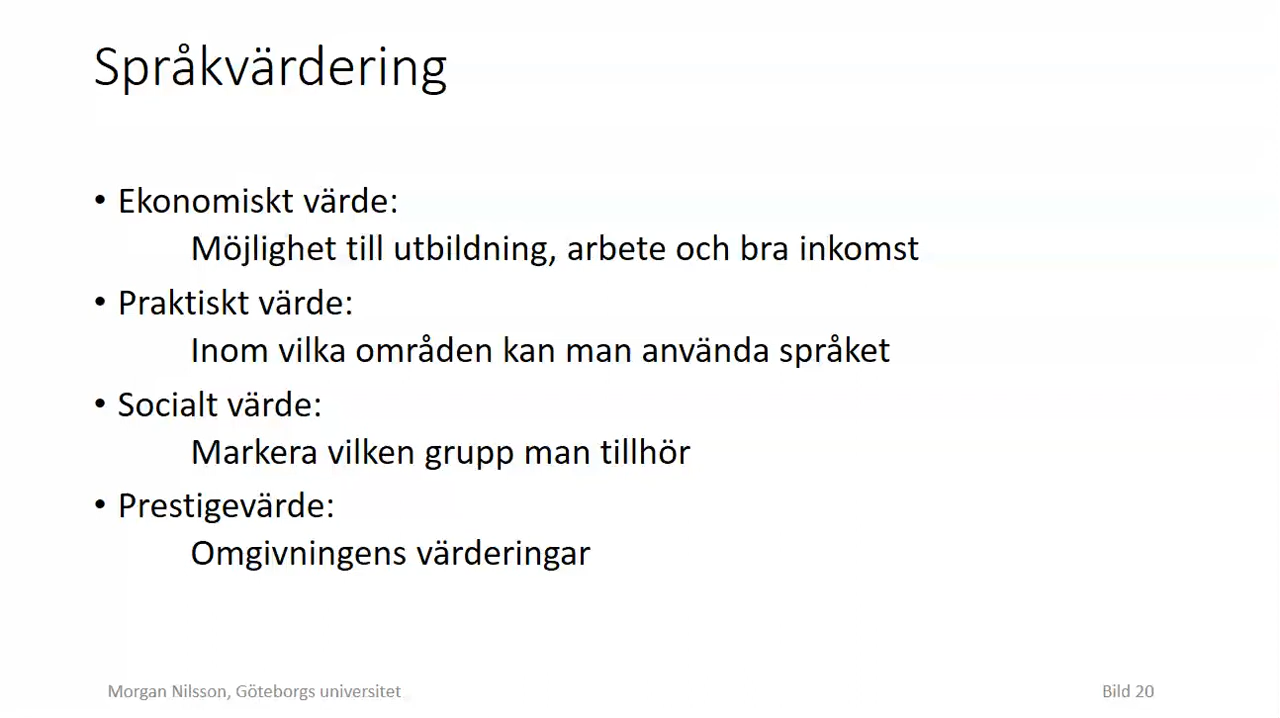 Språkvärdering
• Ekonomiskt värde:
Möjlighet till utbildning, arbete och bra inkomst
• Praktiskt värde:
Inom vilka områden kan man använda språket
• Socialt värde:
Markera vilken grupp man tillhör
• Prestigevärde:
Omgivningens värderingar
Morgan Nilsson, Göteborgs universitet
Bild 20